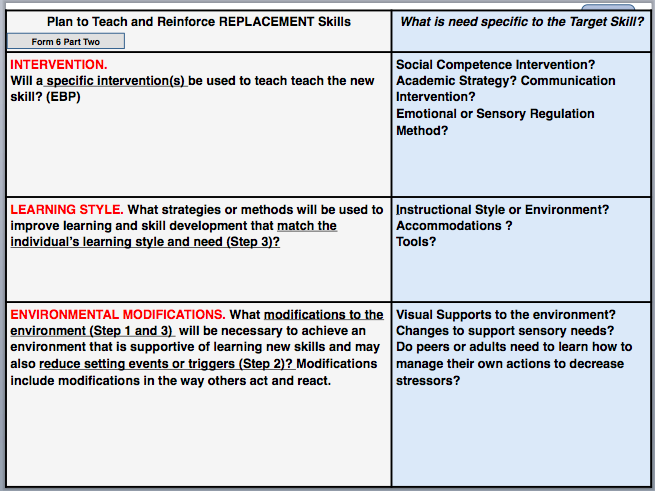 Plan to Teach and Reinforce REPLACEMENT Skills
What is need specific to the Target Skill?
Form 6 Part Two
INTERVENTION.
Will a specific intervention(s) be used to teach teach the new
skill? (EBP)
Social Competence Intervention?
Academic Strategy? Communication
Intervention?
Emotional or Sensory Regulation
Method?
LEARNING STYLE. What strategies or methods will be used to
improve learning and skill development that match the
individual's learning style and need (Step 3)?
Instructional Style or Environment?
Accommodations ?
Tools?
ENVIRONMENTAL MODIFICATIONS. What modifications to the
environment (Step 1 and 3) will be necessary to achieve an
environment that is supportive of learning new skills and may
also reduce setting events or triggers (Step 2)? Modifications
include modifications in the way others act and react.
Visual Supports to the environment?
Changes to support sensory needs?
Do peers or adults need to learn how to
manage their own actions to decrease
stressors?